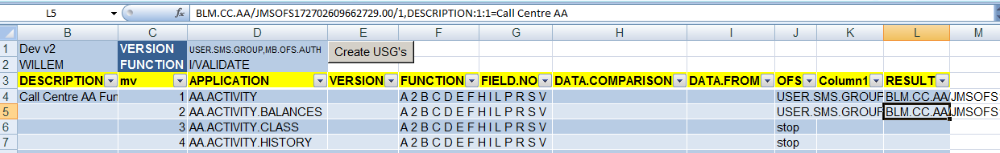 L5 fx BLM.CC.AA/JMSOFS172702609662729.00/1,DESCRIPTION:1:1=Call Centre AA
B C D E F G H I J K L M
1 Dev v2 VERSION USER.SMS.GROUP,MB.OFS.AUTH Create USG's
2 WILLEM FUNCTION I/VALIDATE
3 DESCRIPTION mv APPLICATION VERSION FUNCTION FIELD.NO DATA.COMPARISON DATA.FROM OFS Column1 RESULT
4 Call Centre AA Fun 1 AA.ACTIVITY A 2 B C D E F H I L P R S V USER.SMS.GROUP BLM.CC.AA/JMSOFS1
5 2 AA.ACTIVITY.BALANCES A 2 B C D E F H I L P R S V USER.SMS.GROUP BLM.CC.AA/JMSOFS1
6 3 AA.ACTIVITY.CLASS A 2 B C D E F H I L P R S V stop
7 4 AA.ACTIVITY.HISTORY A 2 B C D E F H I L P R S V stop